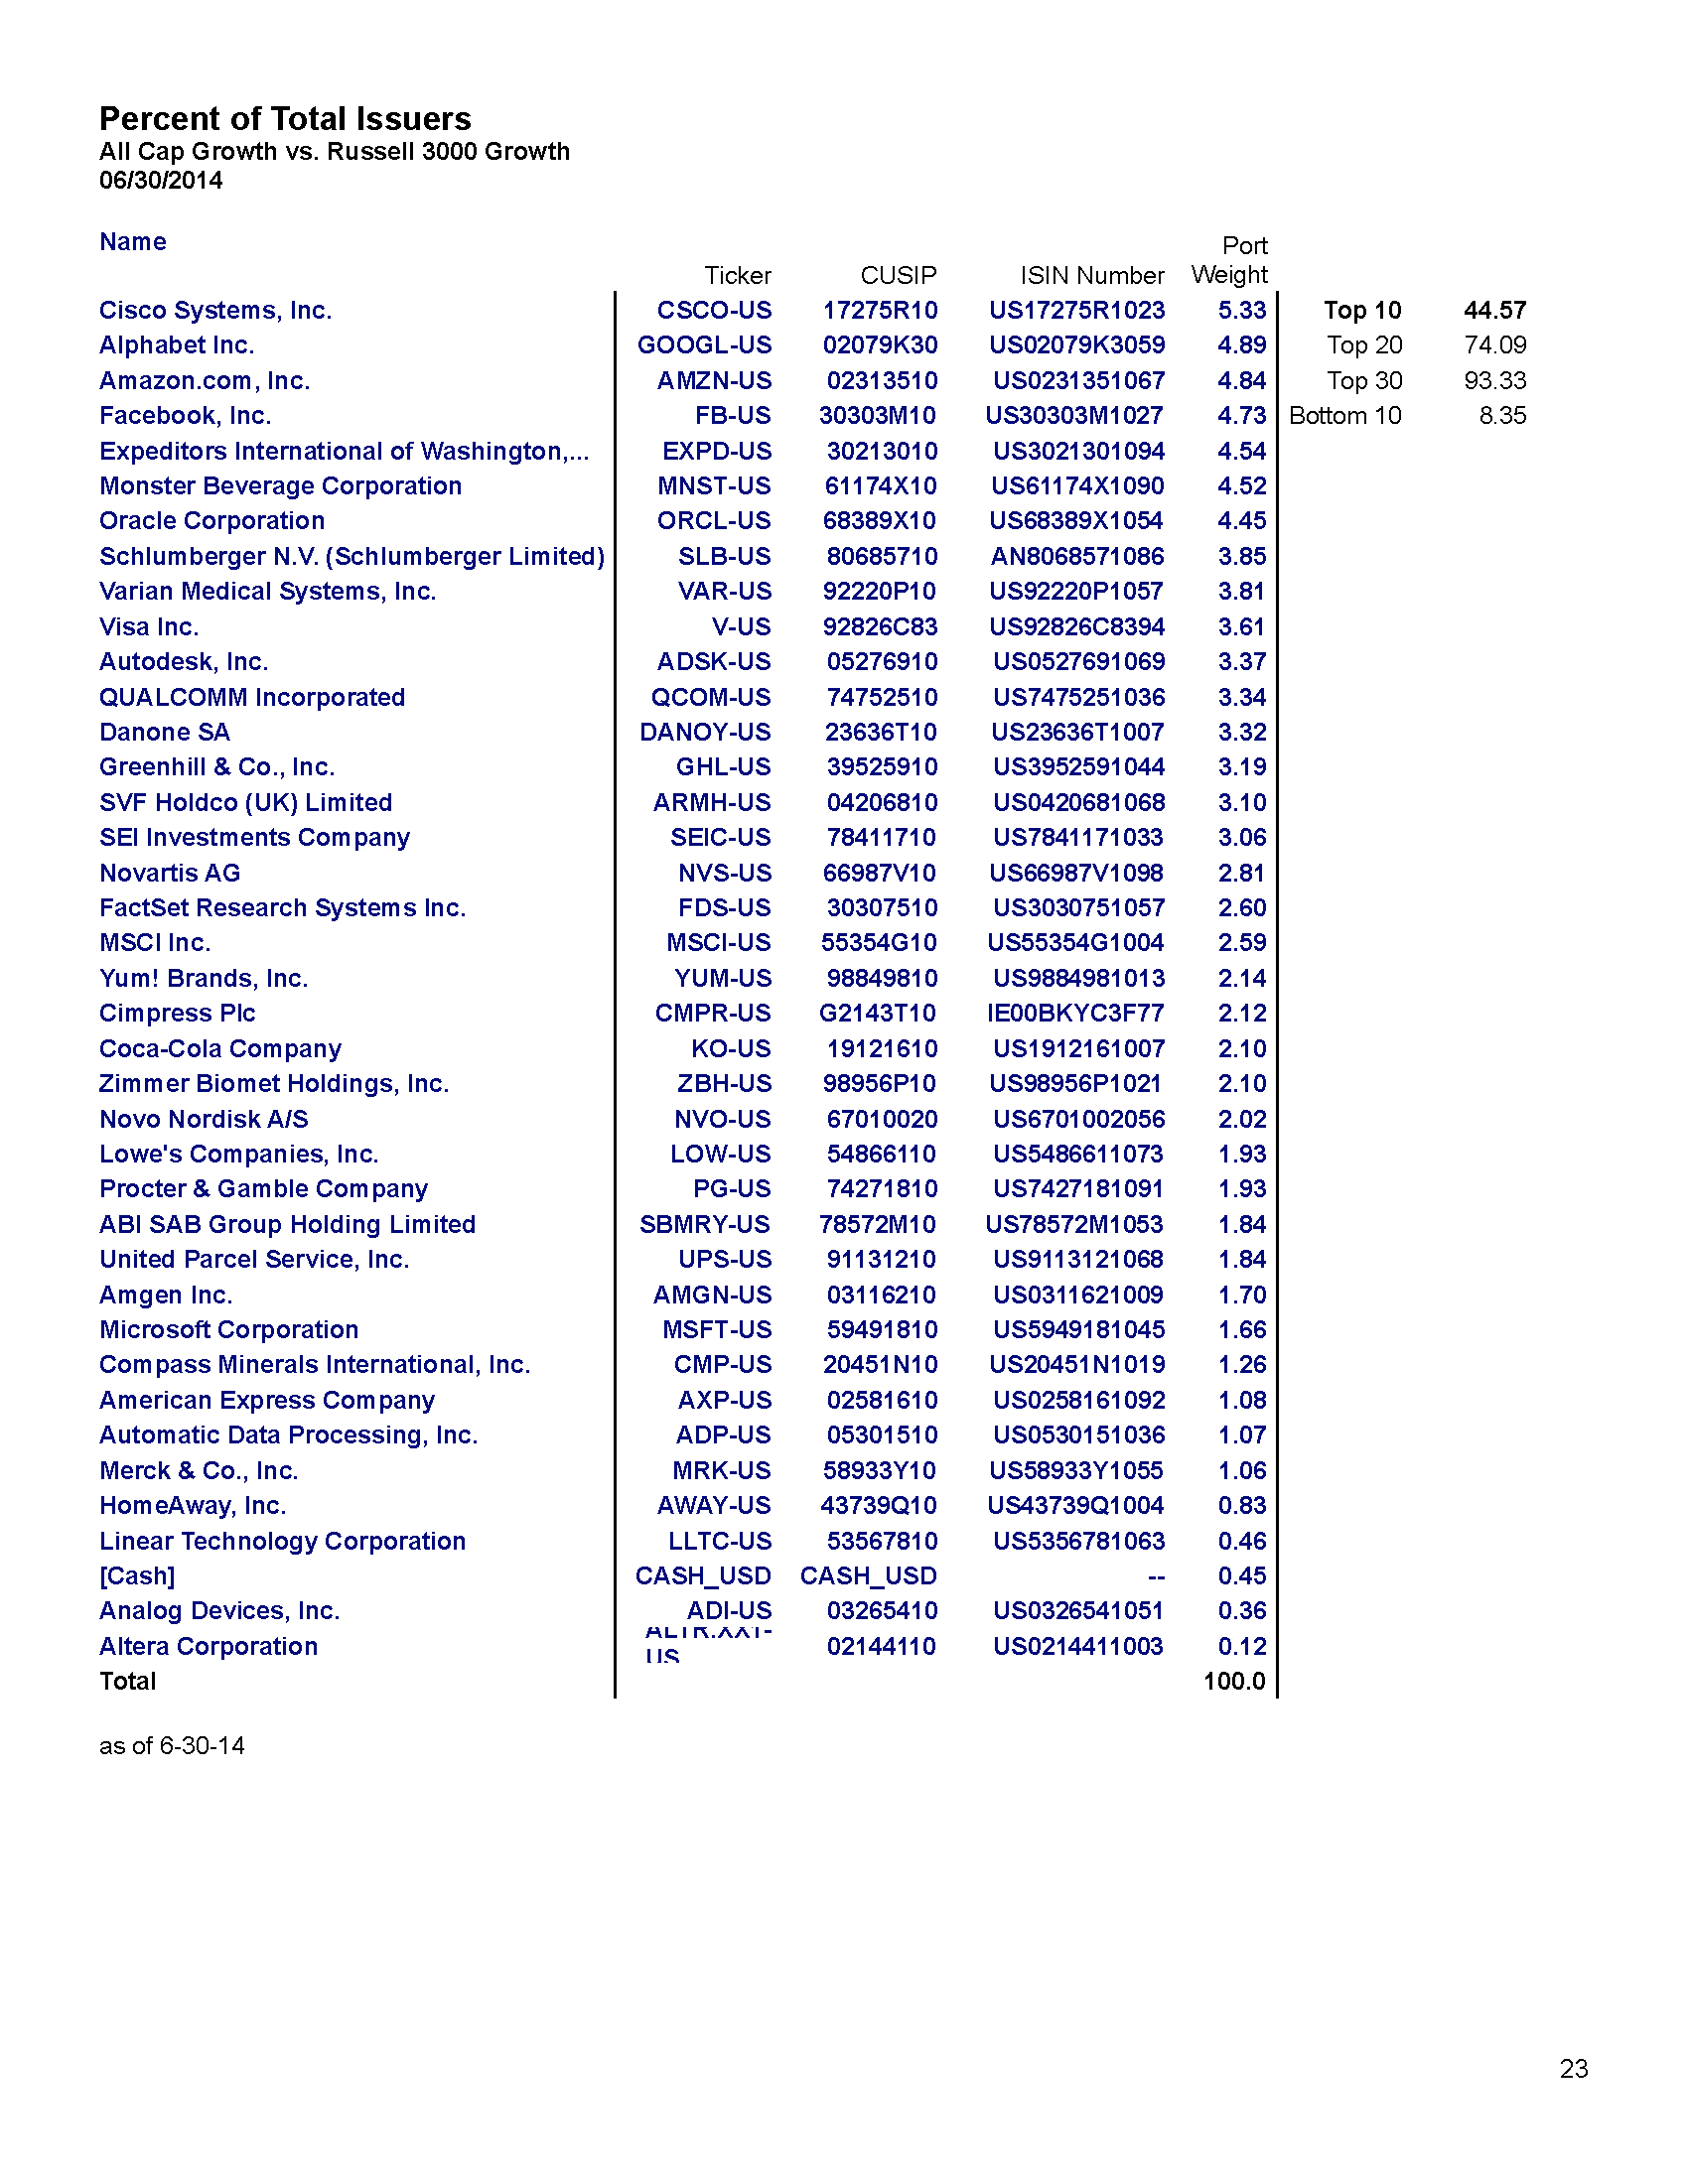 Percent of Total Issuers
All Cap Growth vs. Russell 3000 Growth
06/30/2014
Name Ticker CUSIP ISIN Number Port Weight
Cisco Systems, Inc. CSCO-US 17275R10 US17275R1023 5.33 Top 10 44.57
Alphabet Inc. GOOGL-US 02079K30 US02079K3059 4.89 Top 20 74.09
Amazon.com, Inc. AMZN-US 02313510 US0231351067 4.84 Top 30 93.33
Facebook, Inc. FB-US 30303M10 US30303M1027 4.73 Bottom 10 8.35
Expeditors International of Washington,... EXPD-US 30213010 US3021301094 4.54
Monster Beverage Corporation MNST-US 61174X10 US61174X1090 4.52
Oracle Corporation ORCL-US 68389X10 US68389X1054 4.45
Schlumberger N.V. (Schlumberger Limited) SLB-US 80685710 AN8068571086 3.85
Varian Medical Systems, Inc. VAR-US 92220P10 US92220P1057 3.81
Visa Inc. V-US 92826C83 US92826C8394 3.61
Autodesk, Inc. ADSK-US 05276910 US0527691069 3.37
QUALCOMM Incorporated QCOM-US 74752510 US7475251036 3.34
Danone SA DANOY-US 23636T10 US23636T1007 3.32
Greenhill & Co., Inc. GHL-US 39525910 US3952591044 3.19
SVF Holdco (UK) Limited ARMH-US 04206810 US0420681068 3.10
SEI Investments Company SEIC-US 78411710 US7841171033 3.06
Novartis AG NVS-US 66987V10 US66987V1098 2.81
FactSet Research Systems Inc. FDS-US 30307510 US3030751057 2.60
MSCI Inc. MSCI-US 55354G10 US55354G1004 2.59
Yum! Brands, Inc. YUM-US 98849810 US9884981013 2.14
Cimpress Plc CMPR-US G2143T10 IE00BKYC3F77 2.12
Coca-Cola Company KO-US 19121610 US1912161007 2.10
Zimmer Biomet Holdings, Inc. ZBH-US 98956P10 US98956P1021 2.10
Novo Nordisk A/S NVO-US 67010020 US6701002056 2.02
Lowe's Companies, Inc. LOW-US 54866110 US5486611073 1.93
Procter & Gamble Company PG-US 74271810 US7427181091 1.93
ABI SAB Group Holding Limited SBMRY-US 78572M10 US78572M1053 1.84
United Parcel Service, Inc. UPS-US 91131210 US9113121068 1.84
Amgen Inc. AMGN-US 03116210 US0311621009 1.70
Microsoft Corporation MSFT-US 59491810 US5949181045 1.66
Compass Minerals International, Inc. CMP-US 20451N10 US20451N1019 1.26
American Express Company AXP-US 02581610 US0258161092 1.08
Automatic Data Processing, Inc. ADP-US 05301510 US0530151036 1.07
Merck & Co., Inc. MRK-US 58933Y10 US58933Y1055 1.06
HomeAway, Inc. AWAY-US 43739Q10 US43739Q1004 0.83
Linear Technology Corporation LLTC-US 53567810 US5356781063 0.46
[Cash] CASH_USD CASH_USD -- 0.45
Analog Devices, Inc. ADI-US 03265410 US0326541051 0.36
Altera Corporation 02144110 US0214411003 0.12
Total 100.0
as of 6-30-14
23